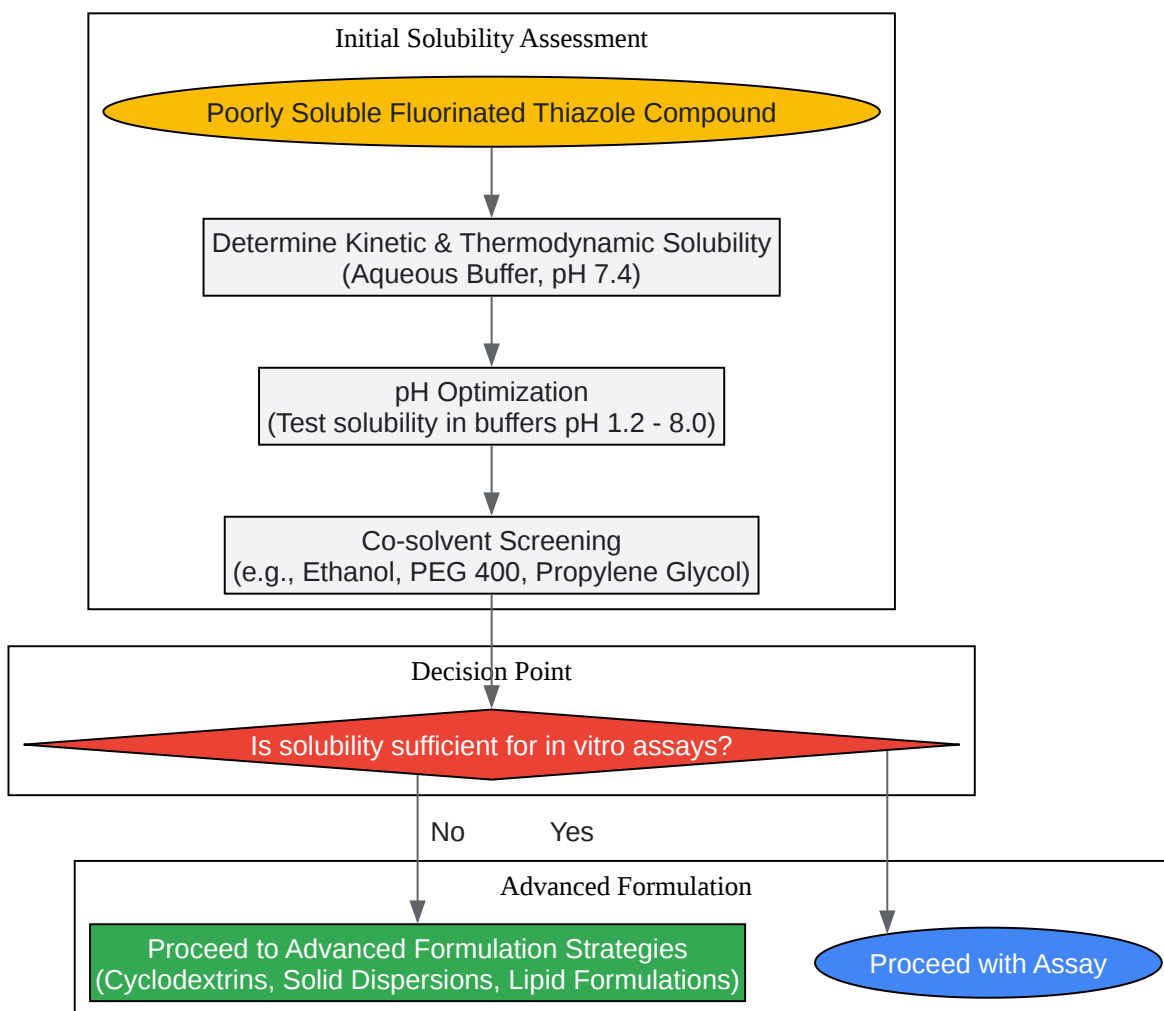 Initial Solubility Assessment
Poorly Soluble Fluorinated Thiazole Compound
Determine Kinetic & Thermodynamic Solubility
(Aqueous Buffer, pH 7.4)
pH Optimization
(Test solubility in buffers pH 1.2 - 8.0)
Co-solvent Screening
(e.g., Ethanol, PEG 400, Propylene Glycol)
Decision Point
Is solubility sufficient for in vitro assays?
No
Yes
Advanced Formulation
Proceed to Advanced Formulation Strategies
(Cyclodextrins, Solid Dispersions, Lipid Formulations)
Proceed with Assay